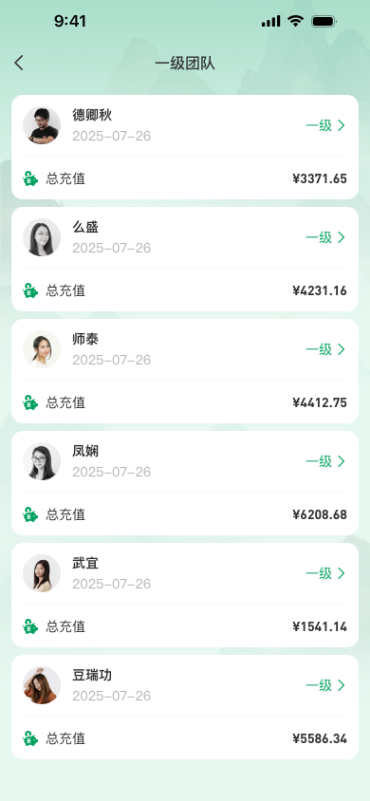 9:41
一级团队
德卿秋
2025-07-26
一级
总充值
¥3371.65
么盛
2025-07-26
一级
总充值
¥4231.16
师泰
2025-07-26
一级
总充值
¥4412.75
凤娴
2025-07-26
一级
总充值
¥6208.68
武宜
2025-07-26
一级
总充值
¥1541.14
豆瑞功
2025-07-26
一级
总充值
¥5586.34